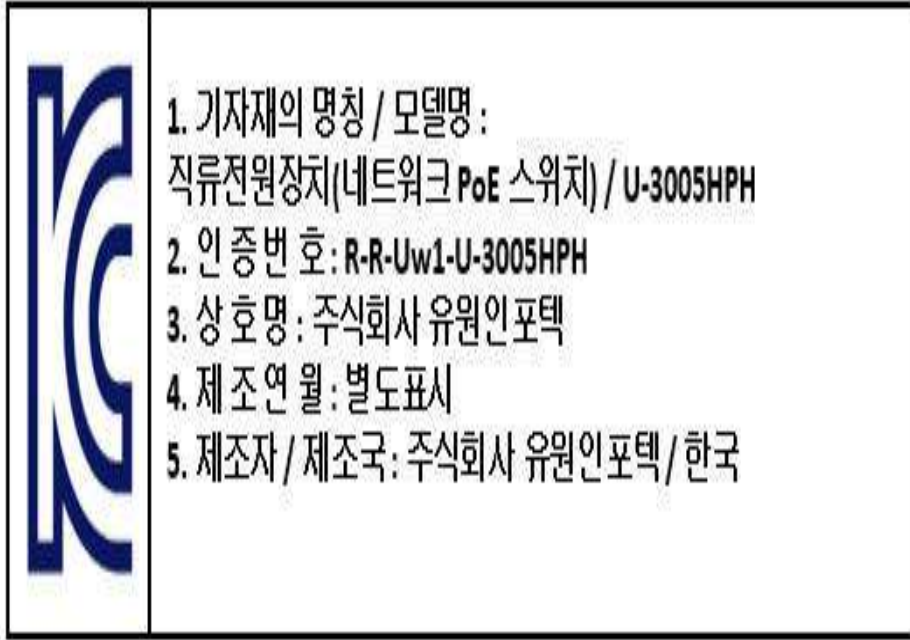 1. 기자재의 명칭 / 모델명 :
직류전원장치(네트워크 PoE 스위치) / U-3005HPH
2. 인 증 번 호 : R-R-Uw1-U-3005HPH
3. 상 호 명 : 주식회사 유원인포텍
4. 제 조 연 월 : 별도표시
5. 제조자 / 제조국 : 주식회사 유원인포텍 / 한국